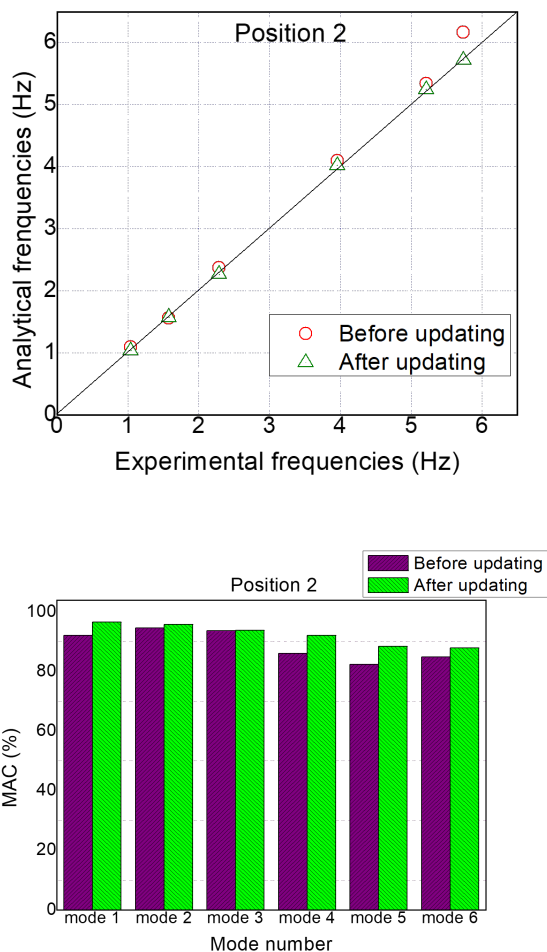 Position 2
Analytical frenquencies (Hz)
6
5
4
3
2
1
0
0 1 2 3 4 5 6
Before updating
After updating
Experimental frequencies (Hz)
Before updating
After updating
Position 2
MAC (%)
100
80
60
40
20
0
mode 1 mode 2 mode 3 mode 4 mode 5 mode 6
Mode number